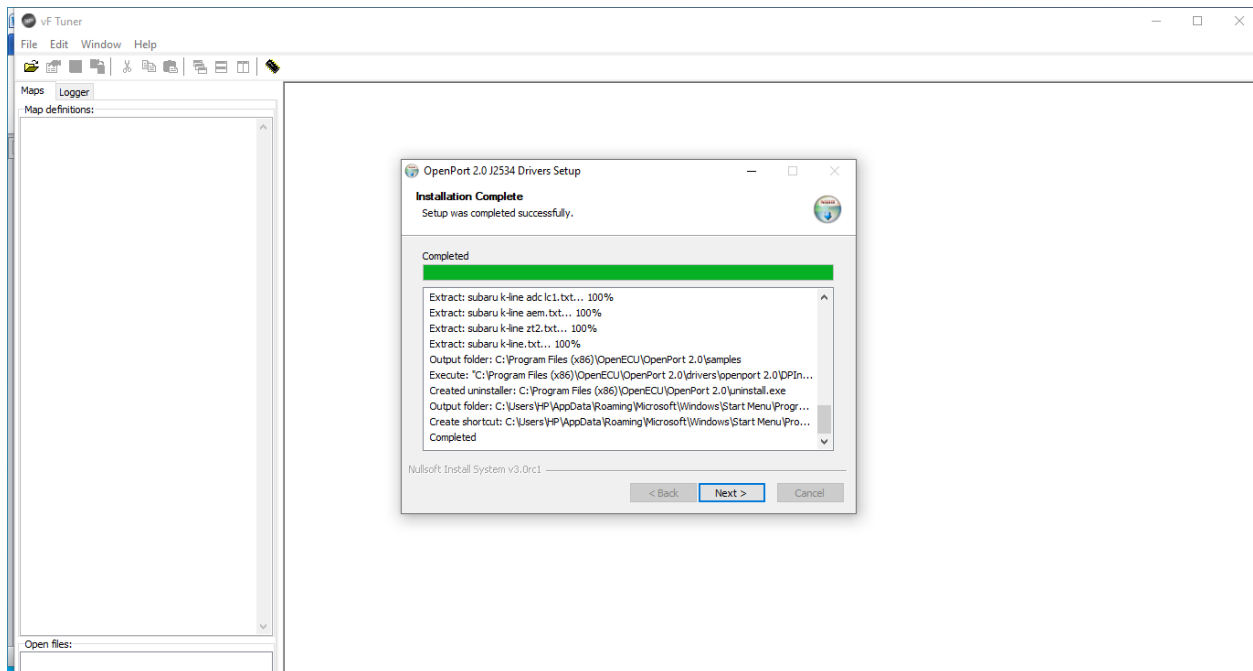 vF Tuner
File Edit Window Help
Maps Logger
Map definitions:
OpenPort 2.0 J2534 Drivers Setup
Installation Complete
Setup was completed successfully.
Completed
Extract: subaru k-line adc lc1.txt... 100%
Extract: subaru k-line aem.txt... 100%
Extract: subaru k-line zt2.txt... 100%
Extract: subaru k-line.txt... 100%
Output folder: C:\Program Files (x86)\OpenECU\OpenPort 2.0\samples
Execute: "C:\Program Files (x86)\OpenECU\OpenPort 2.0\drivers\openport 2.0\DPIn...
Created uninstaller: C:\Program Files (x86)\OpenECU\OpenPort 2.0\uninstall.exe
Output folder: C:\Users\HP\AppData\Roaming\Microsoft\Windows\Start Menu\Progr...
Create shortcut: C:\Users\HP\AppData\Roaming\Microsoft\Windows\Start Menu\Pro...
Completed
Nullsoft Install System v3.0rc1
< Back Next > Cancel
Open files: